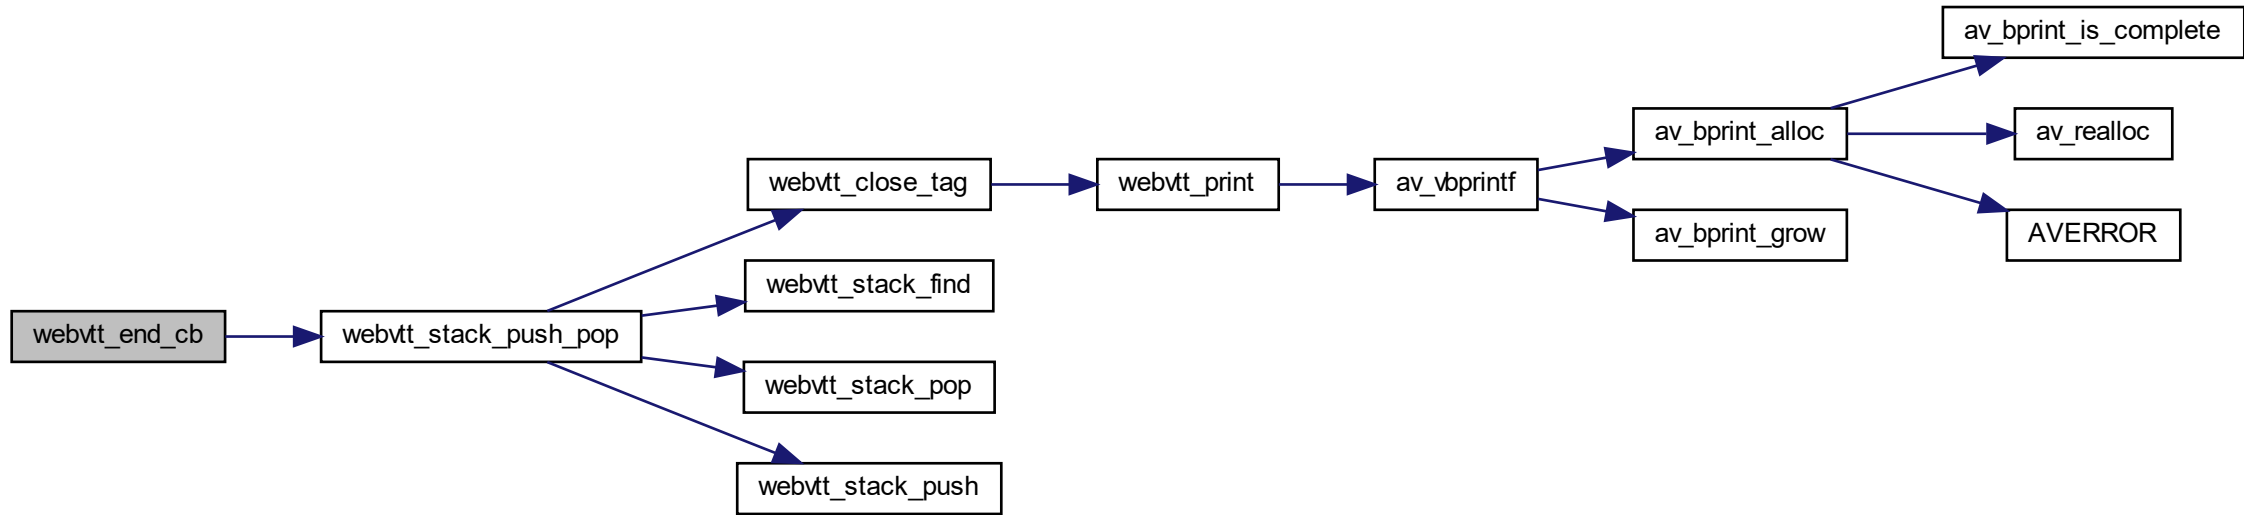 webvtt_end_cb
webvtt_stack_push_pop
webvtt_close_tag
webvtt_stack_find
webvtt_stack_pop
webvtt_stack_push
webvtt_print
av_vbprintf
av_bprint_alloc
av_bprint_grow
av_bprint_is_complete
av_realloc
AVERROR